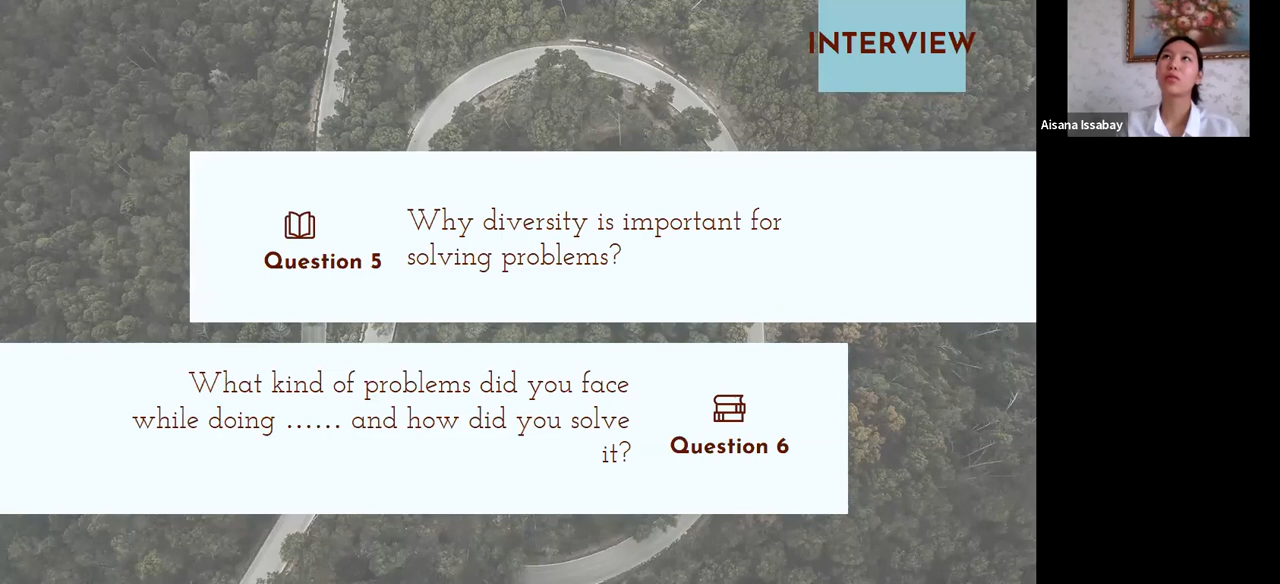 INTERVIEW
Aisana Issabay
Why diversity is important for
solving problems?
Question 5
What kind of problems did you face
while doing ...... and how did you solve
it?
Question 6